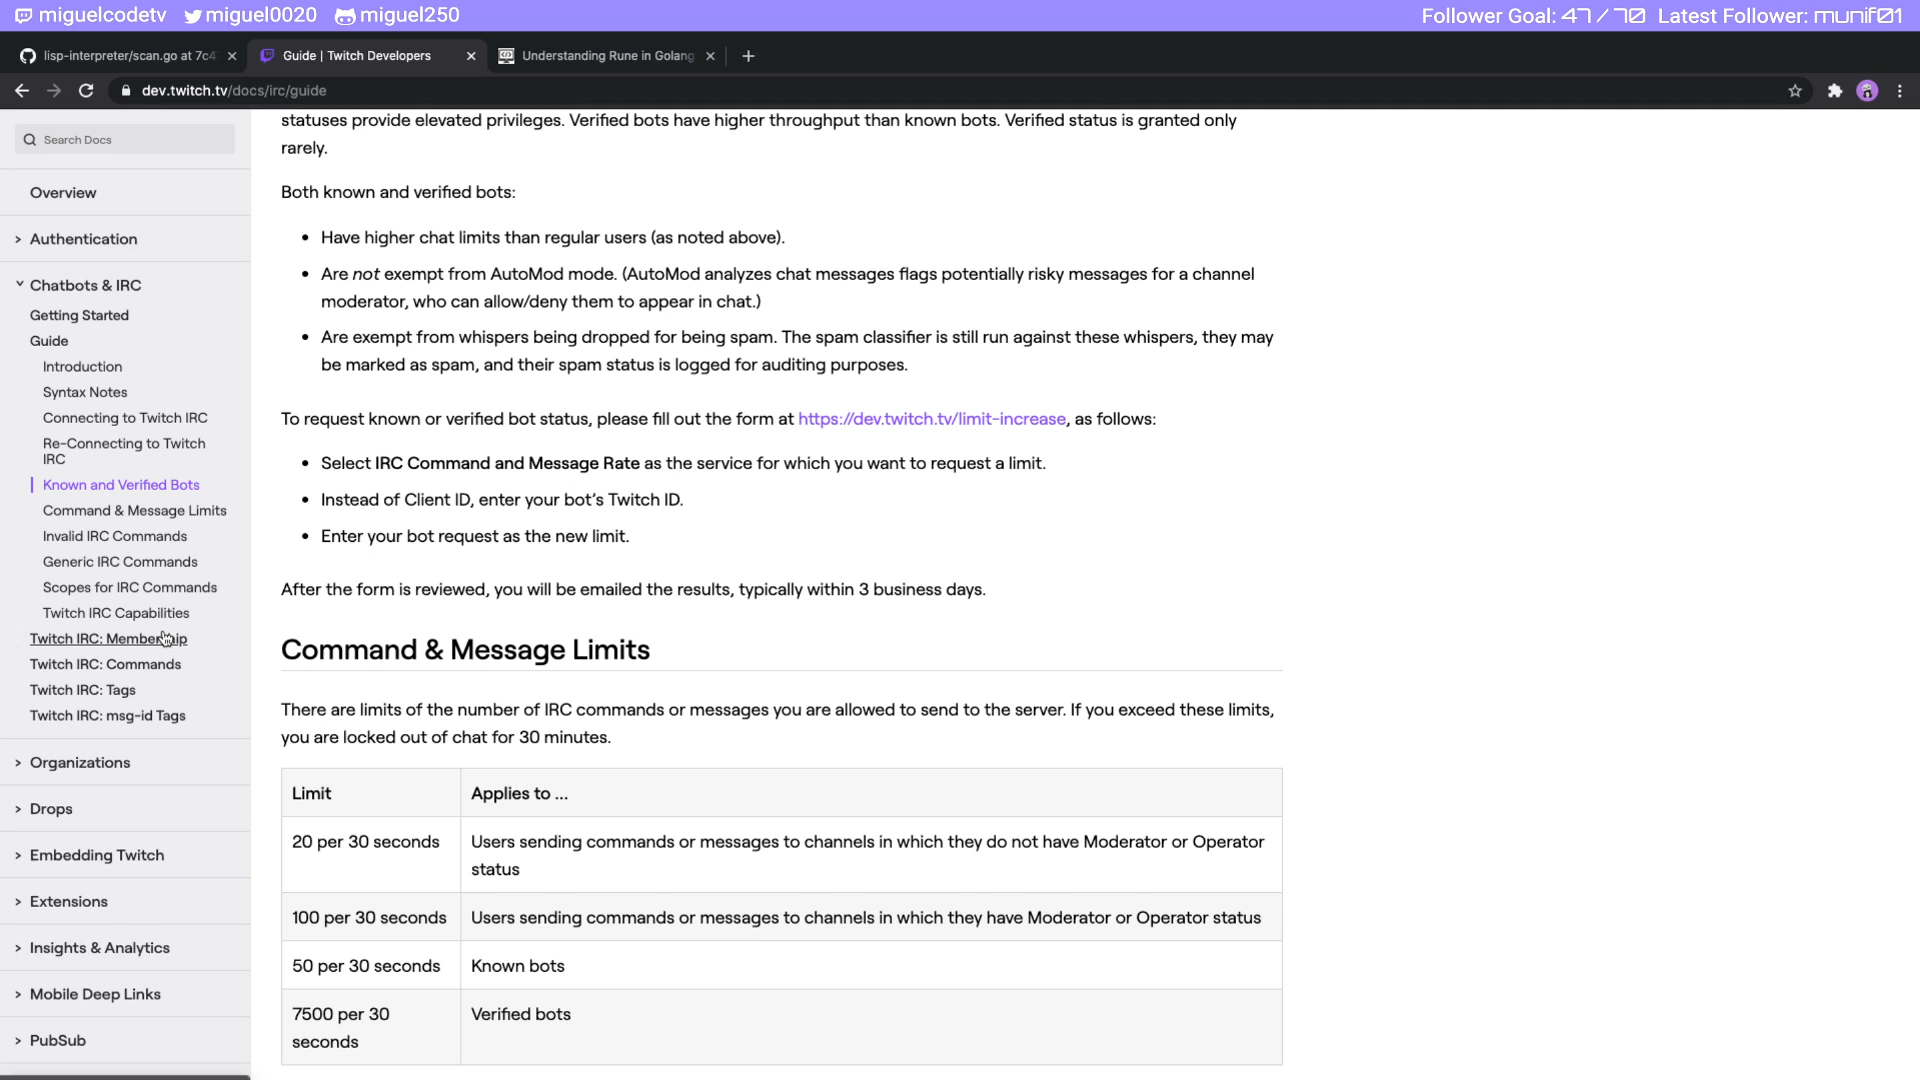 miguelcodetv miguel0020 miguel250 Follower Goal: 47 / 70 Latest Follower: munif01
lisp-interpreter/scan.go at 7c4 Guide | Twitch Developers Understanding Rune in Golang
dev.twitch.tv/docs/irc/guide
Search Docs
Overview
Authentication
Chatbots & IRC
Getting Started
Guide
Introduction
Syntax Notes
Connecting to Twitch IRC
Re-Connecting to Twitch
IRC
Known and Verified Bots
Command & Message Limits
Invalid IRC Commands
Generic IRC Commands
Scopes for IRC Commands
Twitch IRC Capabilities
Twitch IRC: Membership
Twitch IRC: Commands
Twitch IRC: Tags
Twitch IRC: msg-id Tags
Organizations
Drops
Embedding Twitch
Extensions
Insights & Analytics
Mobile Deep Links
PubSub
statuses provide elevated privileges. Verified bots have higher throughput than known bots. Verified status is granted only
rarely.
Both known and verified bots:
• Have higher chat limits than regular users (as noted above).
• Are not exempt from AutoMod mode. (AutoMod analyzes chat messages flags potentially risky messages for a channel
moderator, who can allow/deny them to appear in chat.)
• Are exempt from whispers being dropped for being spam. The spam classifier is still run against these whispers, they may
be marked as spam, and their spam status is logged for auditing purposes.
To request known or verified bot status, please fill out the form at https://dev.twitch.tv/limit-increase, as follows:
• Select IRC Command and Message Rate as the service for which you want to request a limit.
• Instead of Client ID, enter your bot's Twitch ID.
• Enter your bot request as the new limit.
After the form is reviewed, you will be emailed the results, typically within 3 business days.
Command & Message Limits
There are limits of the number of IRC commands or messages you are allowed to send to the server. If you exceed these limits,
you are locked out of chat for 30 minutes.
Limit Applies to ...
20 per 30 seconds Users sending commands or messages to channels in which they do not have Moderator or Operator
status
100 per 30 seconds Users sending commands or messages to channels in which they have Moderator or Operator status
50 per 30 seconds Known bots
7500 per 30 Verified bots
seconds